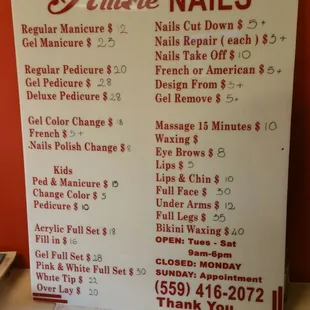 Allure NAILS
Regular Manicure $ 12
Gel Manicure $ 25
Regular Pedicure $ 20
Gel Pedicure $ 28
Deluxe Pedicure $ 28
Gel Color Change $ 18
French $ 5+
Nails Polish Change $ 8
Kids
Ped & Manicure $
Change Color $ 5
Pedicure $
Acrylic Full Set $ 18
Fill in $ 16
Gel Full Set $ 28
Pink & White Full Set $ 30
White Tip $ 22
Over Lay $ 20
Nails Cut Down $ 5+
Nails Repair ( each ) $ 3+
Nails Take Off $ 10
French or American $ 5+
Design From $ 5+
Gel Remove $ 5+
Massage 15 Minutes $ 10
Waxing $
Eye Brows $ 8
Lips $ 5
Lips & Chin $ 10
Full Face $ 30
Under Arms $ 12
Full Legs $ 35
Bikini Waxing $ 40
OPEN: Tues - Sat
9am-6pm
CLOSED: MONDAY
SUNDAY: Appointment
(559) 416-2072
Thank You